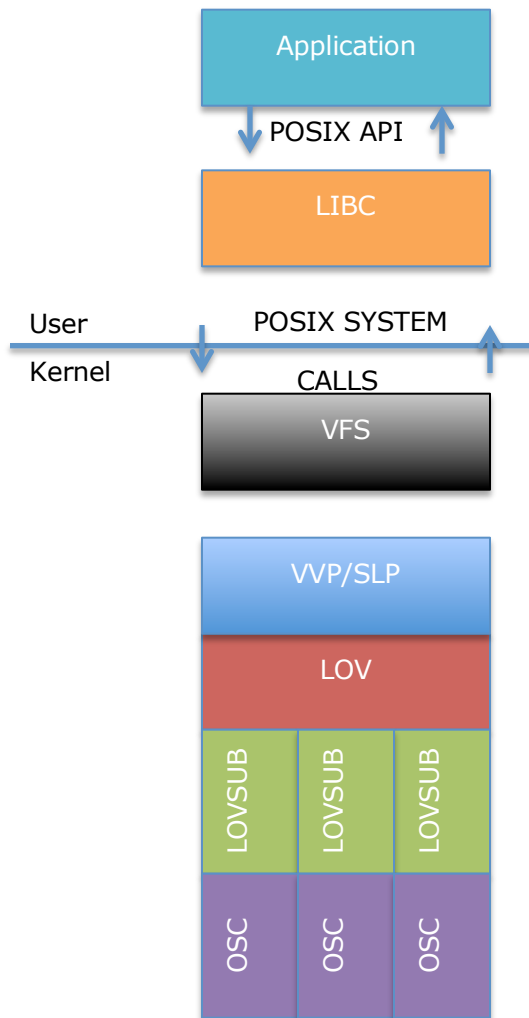 Application
POSIX API
LIBC
User
POSIX SYSTEM
Kernel
CALLS
VFS
VVP/SLP
LOV
LOVSUB
LOVSUB
LOVSUB
OSC
OSC
OSC